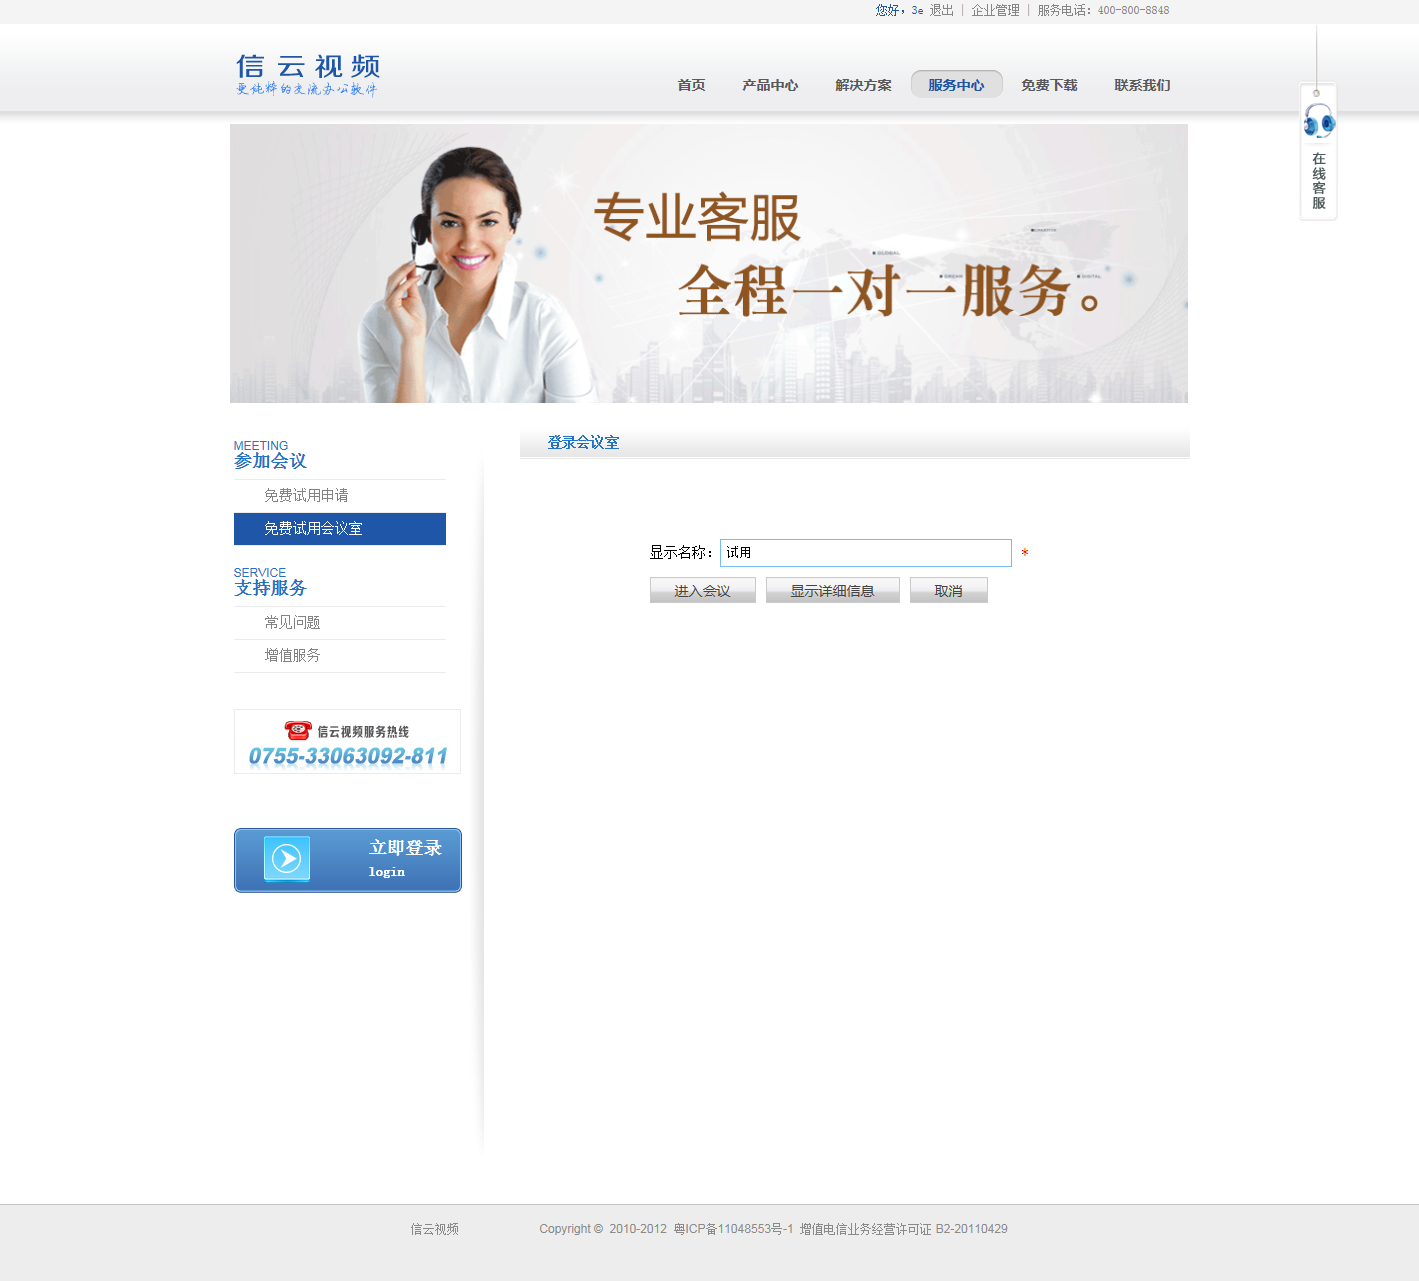 您好，3e 退出 | 企业管理 | 服务电话：400-800-8848
信云视频
更纯粹的交流办公软件
首页 产品中心 解决方案 服务中心 免费下载 联系我们
在线客服
专业客服
全程一对一服务。
GLOBAL
DREAM
DIGITAL
MEETING
参加会议
免费试用申请
免费试用会议室
SERVICE
支持服务
常见问题
增值服务
信云视频服务热线
0755-33063092-811
立即登录
login
登录会议室
显示名称： 试用 *
进入会议 显示详细信息 取消
信云视频 Copyright © 2010-2012 粤ICP备11048553号-1 增值电信业务经营许可证 B2-20110429